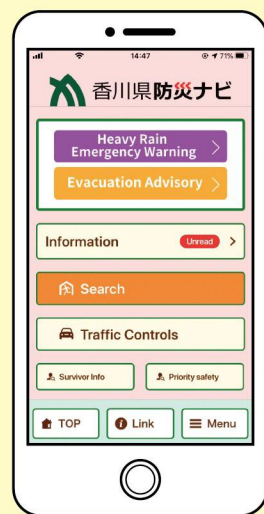 14:47 71%
香川県防災ナビ
Heavy Rain
Emergency Warning
Evacuation Advisory
Information Unread
Search
Traffic Controls
Survivor Info Priority safety
TOP Link Menu